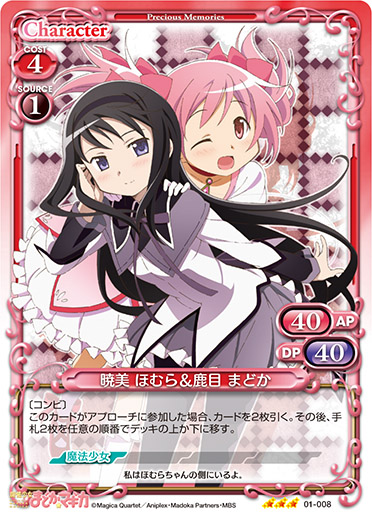 Precious Memories
Character
COST
4
SOURCE
1
40 AP
DP 40
暁美 ほむら&鹿目 まどか
[コンビ]
このカードがアプローチに参加した場合、カードを2枚引く。その後、手
札2枚を任意の順番でデッキの上か下に移す。
魔法少女
私はほむらちゃんの側にいるよ。
魔法少女
まどか☆マギカ
©Magica Quartet/Aniplex・Madoka Partners・MBS
01-008